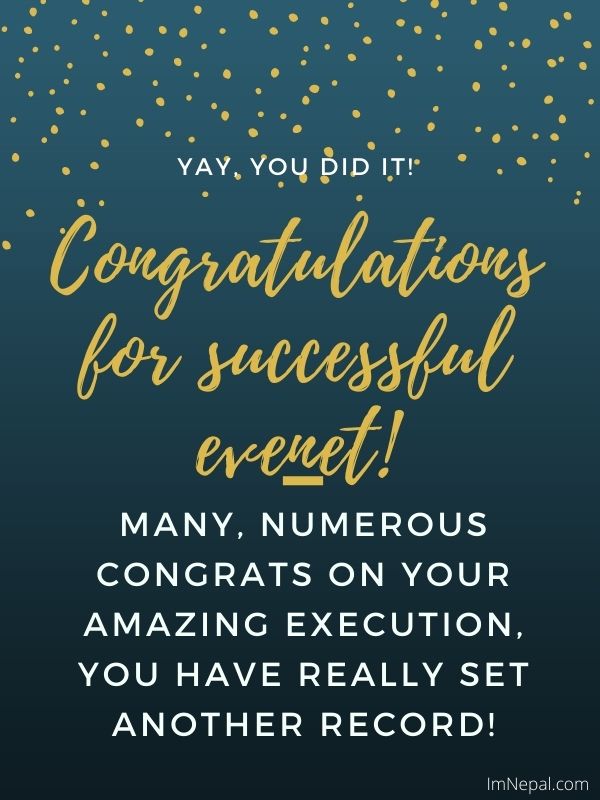 YAY, YOU DID IT!
Congratulations
for successful
evenet!
MANY, NUMEROUS
CONGRATS ON YOUR
AMAZING EXECUTION,
YOU HAVE REALLY SET
ANOTHER RECORD!
ImNepal.com